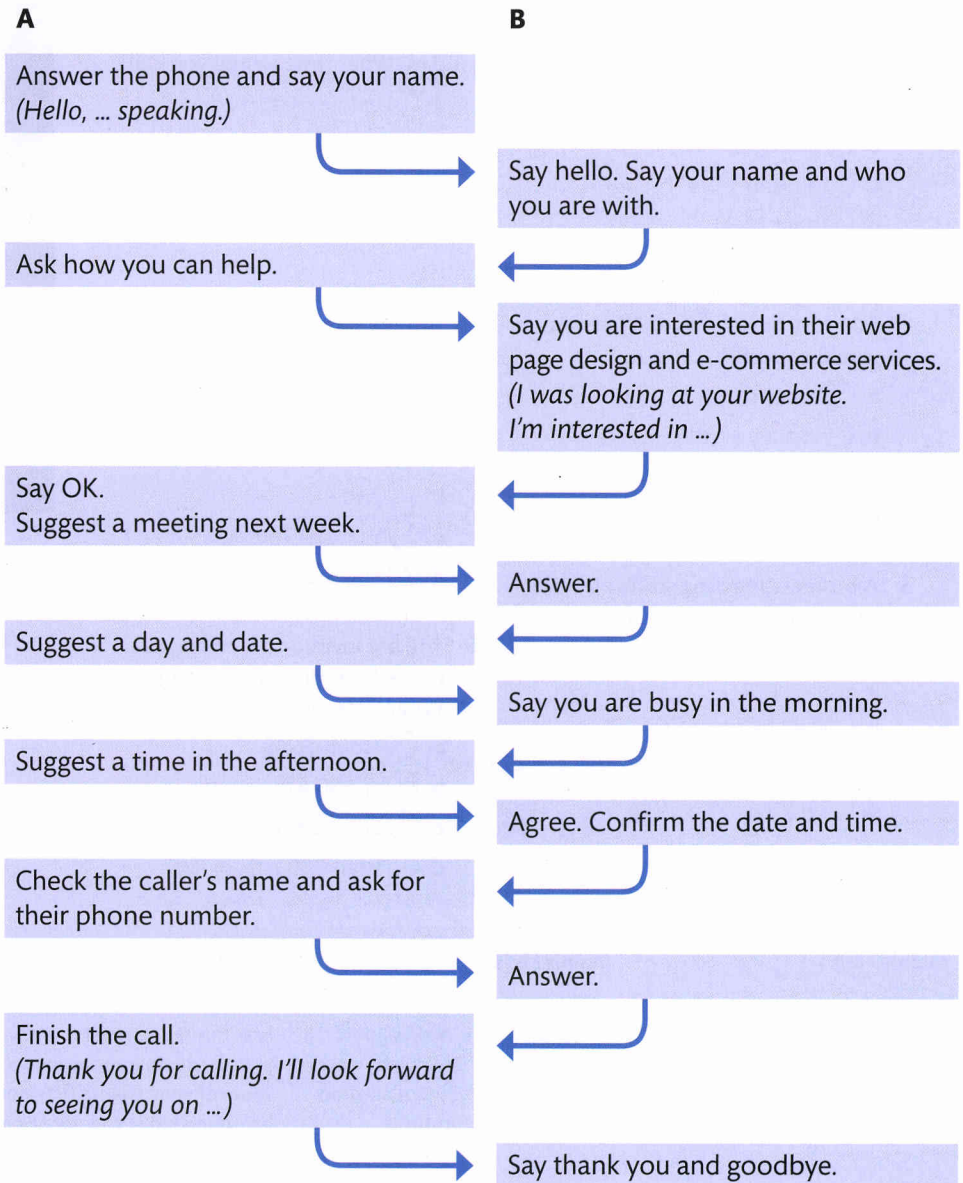 A
B
Answer the phone and say your name.
(Hello, ... speaking.)
Say hello. Say your name and who
you are with.
Ask how you can help.
Say you are interested in their web
page design and e-commerce services.
(I was looking at your website.
I'm interested in ...)
Say OK.
Suggest a meeting next week.
Answer.
Suggest a day and date.
Say you are busy in the morning.
Suggest a time in the afternoon.
Agree. Confirm the date and time.
Check the caller's name and ask for
their phone number.
Answer.
Finish the call.
(Thank you for calling. I'll look forward
to seeing you on ...)
Say thank you and goodbye.